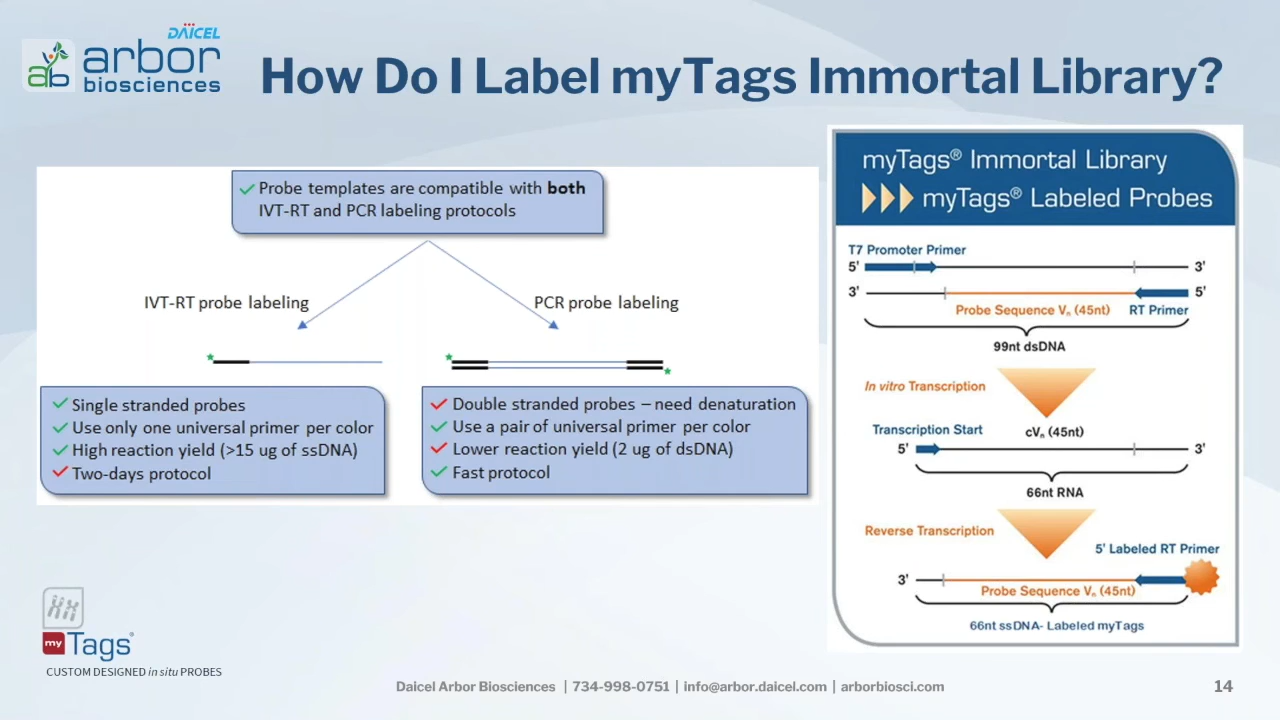 DAICEL
arbor
biosciences
ab
How Do I Label myTags Immortal Library?
Probe templates are compatible with both
IVT-RT and PCR labeling protocols
IVT-RT probe labeling
PCR probe labeling
Single stranded probes
Use only one universal primer per color
High reaction yield (>15 ug of ssDNA)
Two-days protocol
Double stranded probes – need denaturation
Use a pair of universal primer per color
Lower reaction yield (2 ug of dsDNA)
Fast protocol
myTags® Immortal Library
myTags® Labeled Probes
T7 Promoter Primer
5' 3'
3' 5'
Probe Sequence Vn (45nt) RT Primer
99nt dsDNA
In vitro Transcription
Transcription Start
cVn (45nt)
5' 3'
66nt RNA
Reverse Transcription
5' Labeled RT Primer
3'
Probe Sequence Vn (45nt)
66nt ssDNA- Labeled myTags
my Tags®
CUSTOM DESIGNED in situ PROBES
Daicel Arbor Biosciences | 734-998-0751 | info@arbor.daicel.com | arborbiosci.com
14